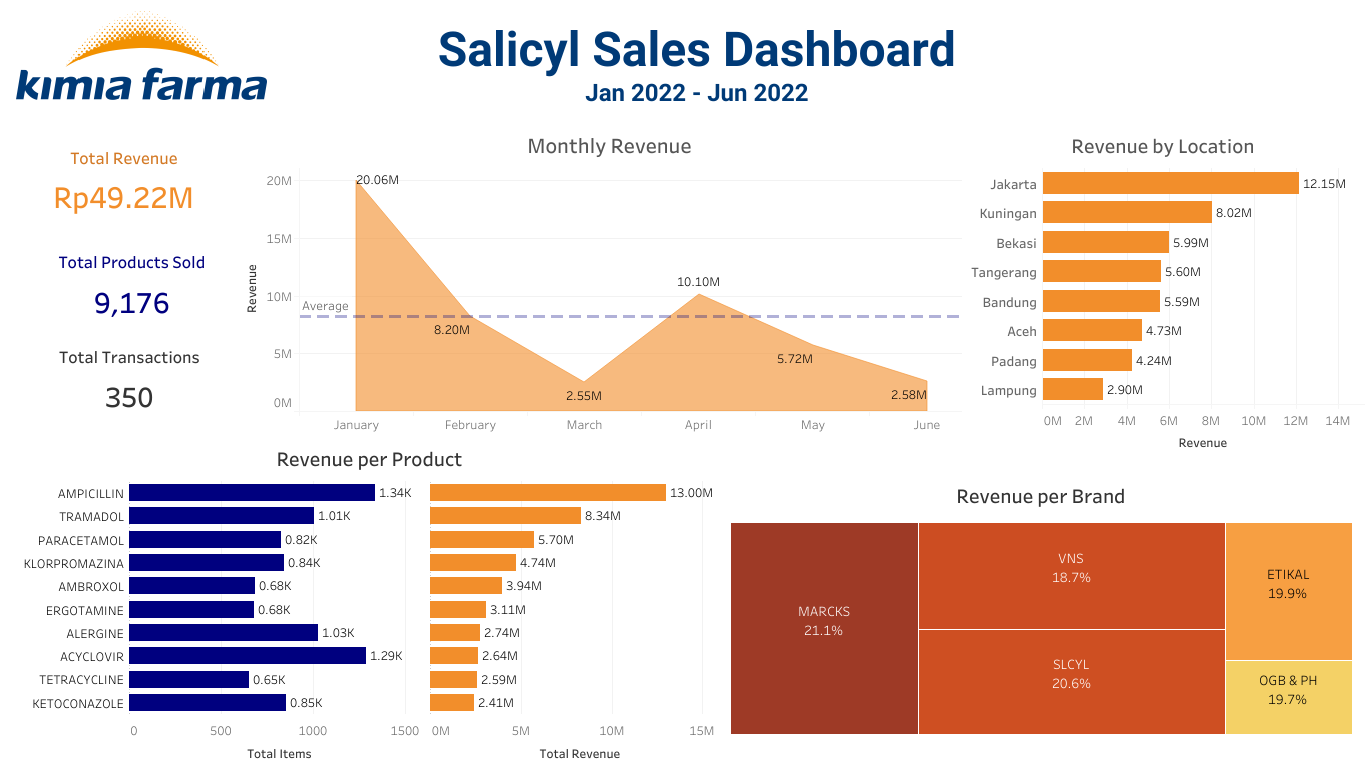 kimia farma
Salicyl Sales Dashboard
Jan 2022 - Jun 2022
Total Revenue
Rp49.22M
Total Products Sold
9,176
Total Transactions
350
Monthly Revenue
Revenue
20M
15M
10M
5M
0M
Average
20.06M
8.20M
2.55M
10.10M
5.72M
2.58M
January February March April May June
Revenue by Location
Jakarta 12.15M
Kuningan 8.02M
Bekasi 5.99M
Tangerang 5.60M
Bandung 5.59M
Aceh 4.73M
Padang 4.24M
Lampung 2.90M
0M 2M 4M 6M 8M 10M 12M 14M
Revenue
Revenue per Product
AMPICILLIN 1.34K 13.00M
TRAMADOL 1.01K 8.34M
PARACETAMOL 0.82K 5.70M
KLORPROMAZINA 0.84K 4.74M
AMBROXOL 0.68K 3.94M
ERGOTAMINE 0.68K 3.11M
ALERGINE 1.03K 2.74M
ACYCLOVIR 1.29K 2.64M
TETRACYCLINE 0.65K 2.59M
KETOCONAZOLE 0.85K 2.41M
0 500 1000 1500 0M 5M 10M 15M
Total Items Total Revenue
Revenue per Brand
MARCKS
21.1%
VNS
18.7%
SLCYL
20.6%
ETIKAL
19.9%
OGB & PH
19.7%